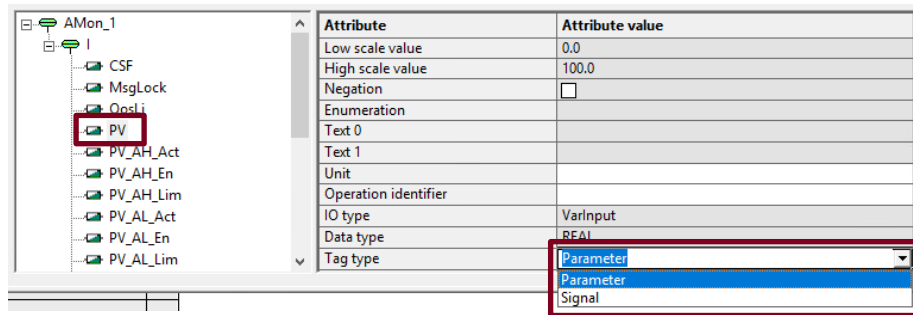 AMon_1
I
CSF
MsgLock
OosLi
PV
PV_AH_Act
PV_AH_En
PV_AH_Lim
PV_AL_Act
PV_AL_En
PV_AL_Lim
Attribute Attribute value
Low scale value 0.0
High scale value 100.0
Negation
Enumeration
Text 0
Text 1
Unit
Operation identifier
IO type VarInput
Data type REAL
Tag type Parameter
Parameter
Signal